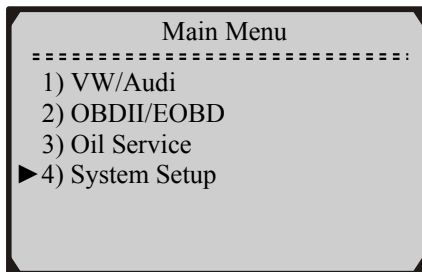 Main Menu
1) VW/Audi
2) OBDII/EOBD
3) Oil Service
4) System Setup